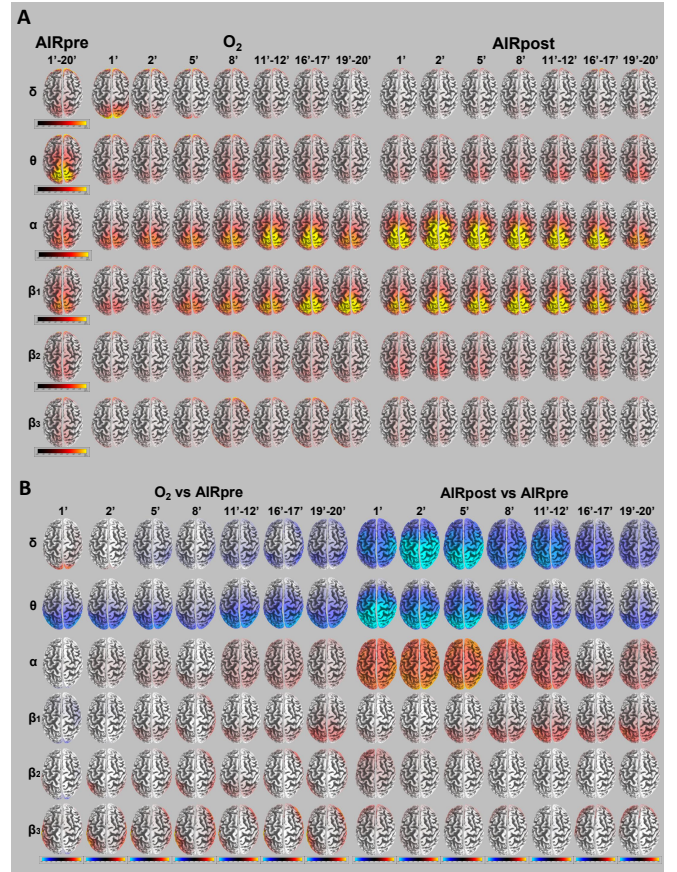 A
AIRpre O₂ AIRpost
1'-20' 1' 2' 5' 8' 11'-12' 16'-17' 19'-20' 1' 2' 5' 8' 11'-12' 16'-17' 19'-20'
δ
θ
α
β1
β2
β3
B
O₂ vs AIRpre AIRpost vs AIRpre
1' 2' 5' 8' 11'-12' 16'-17' 19'-20' 1' 2' 5' 8' 11'-12' 16'-17' 19'-20'
δ
θ
α
β1
β2
β3